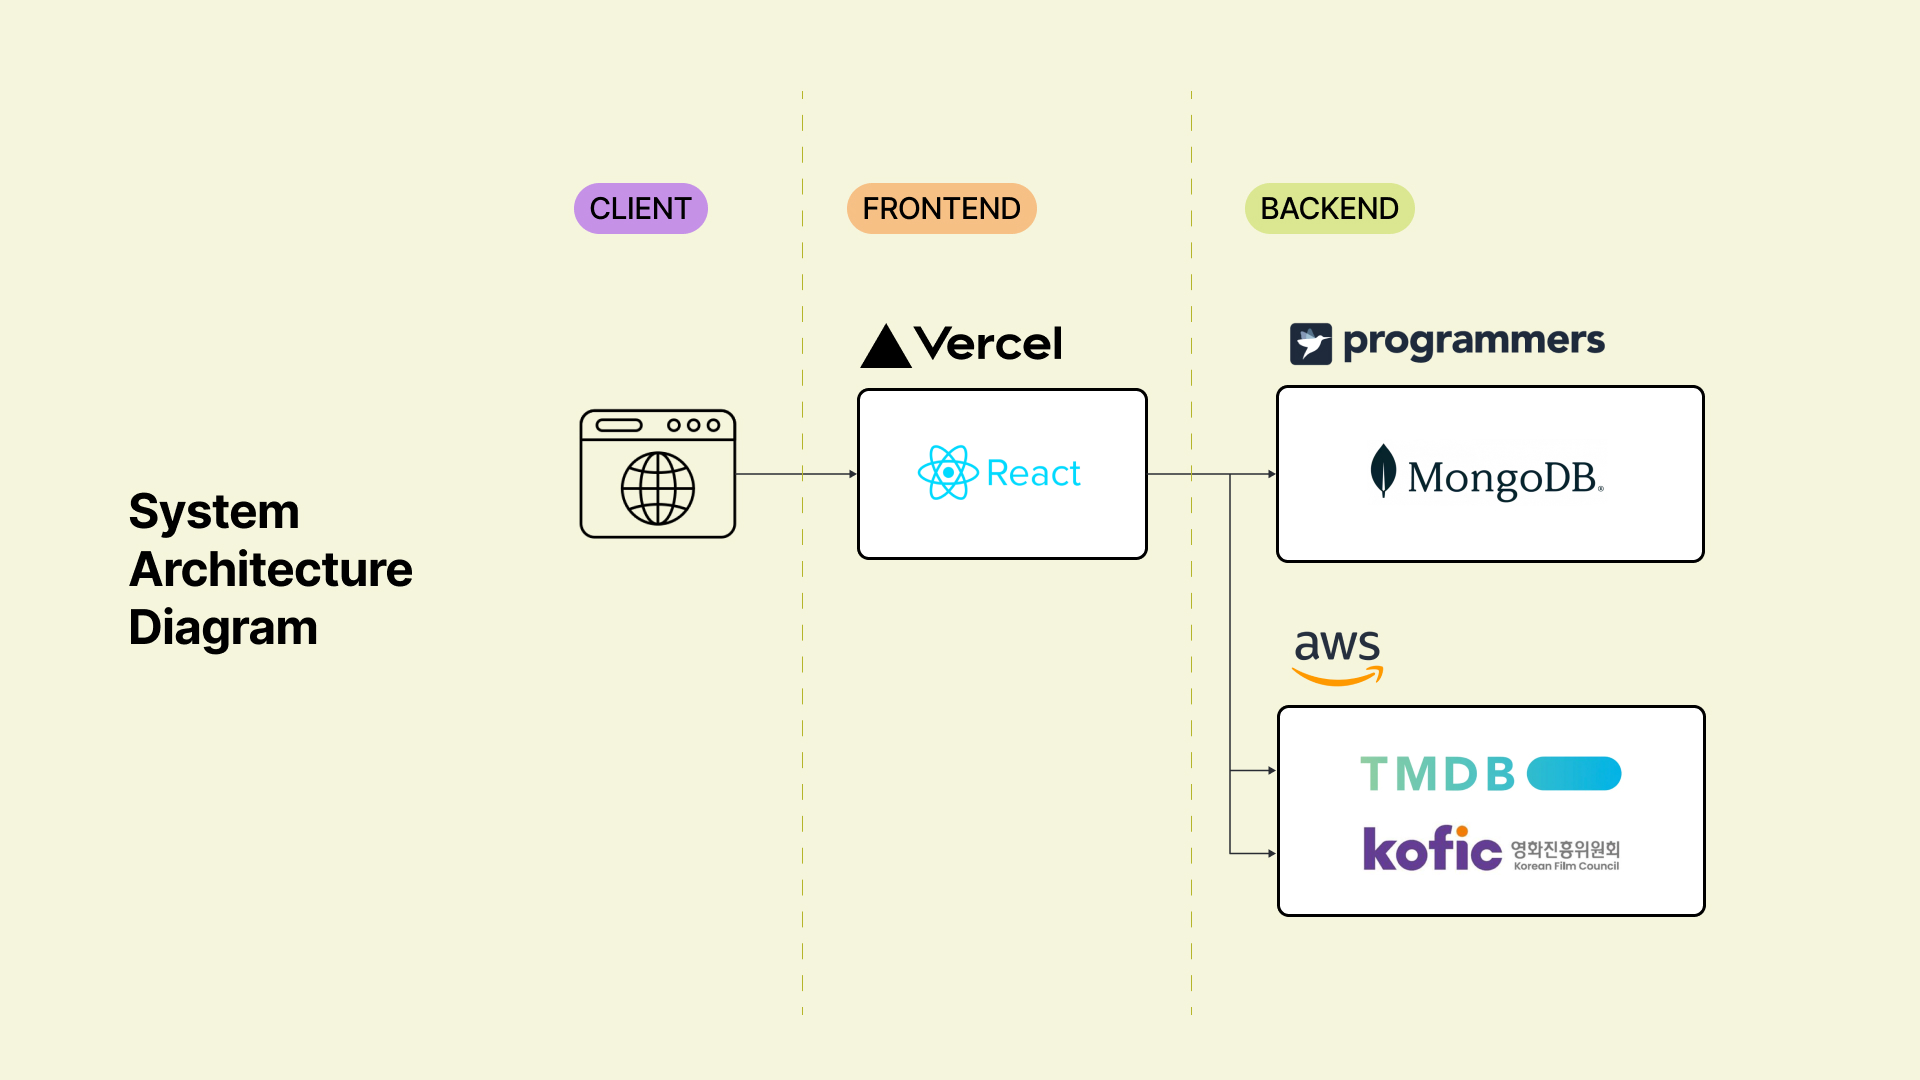 System
Architecture
Diagram
CLIENT
FRONTEND
BACKEND
Vercel
React
programmers
MongoDB®
aws
TMDB
kofic 영화진흥위원회
Korean Film Council